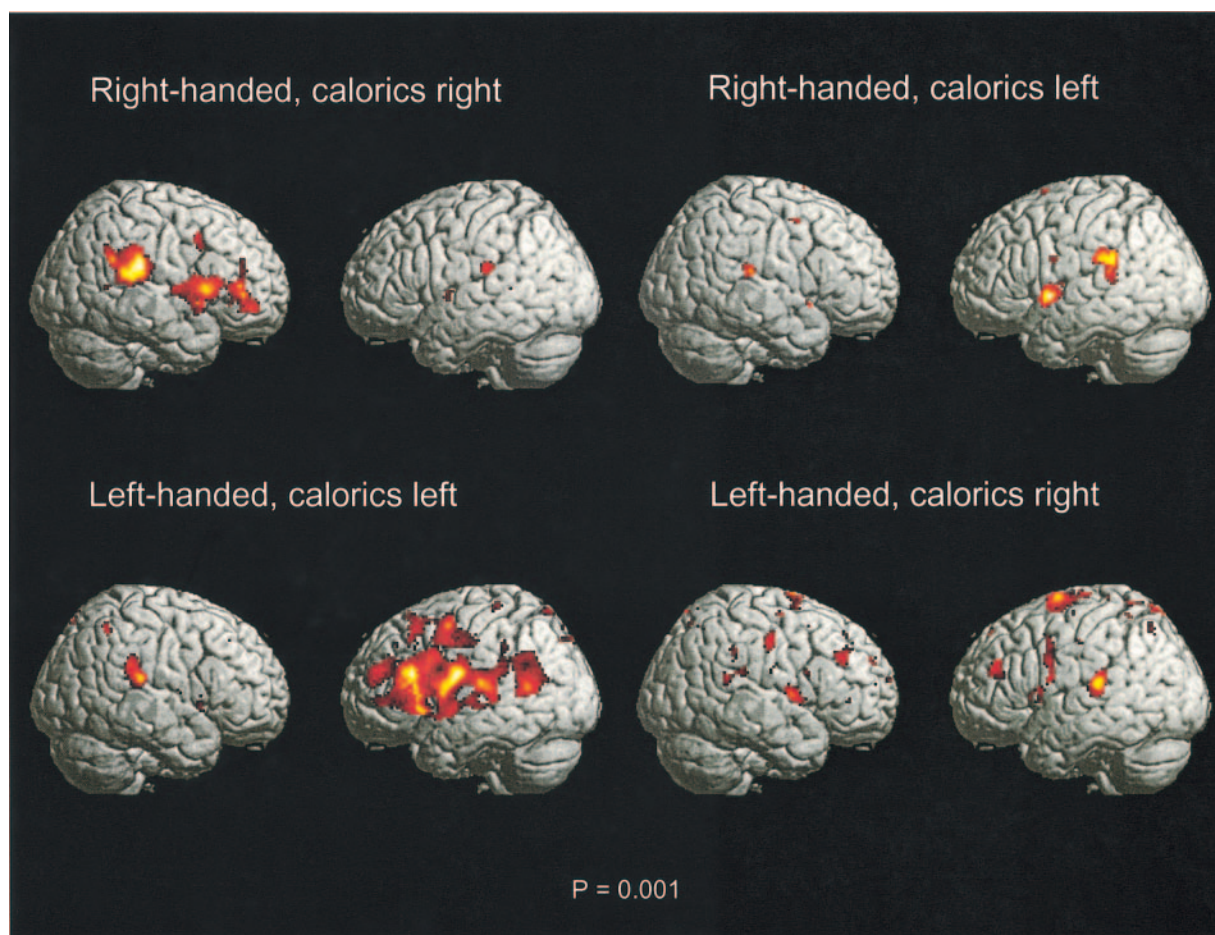 Right-handed, calorics right
Right-handed, calorics left
Left-handed, calorics left
Left-handed, calorics right
P = 0.001